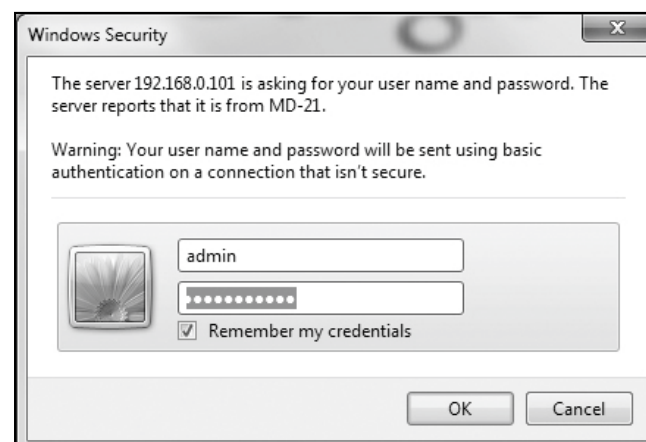 Windows Security
The server 192.168.0.101 is asking for your user name and password. The
server reports that it is from MD-21.
Warning: Your user name and password will be sent using basic
authentication on a connection that isn't secure.
admin
Remember my credentials
OK
Cancel